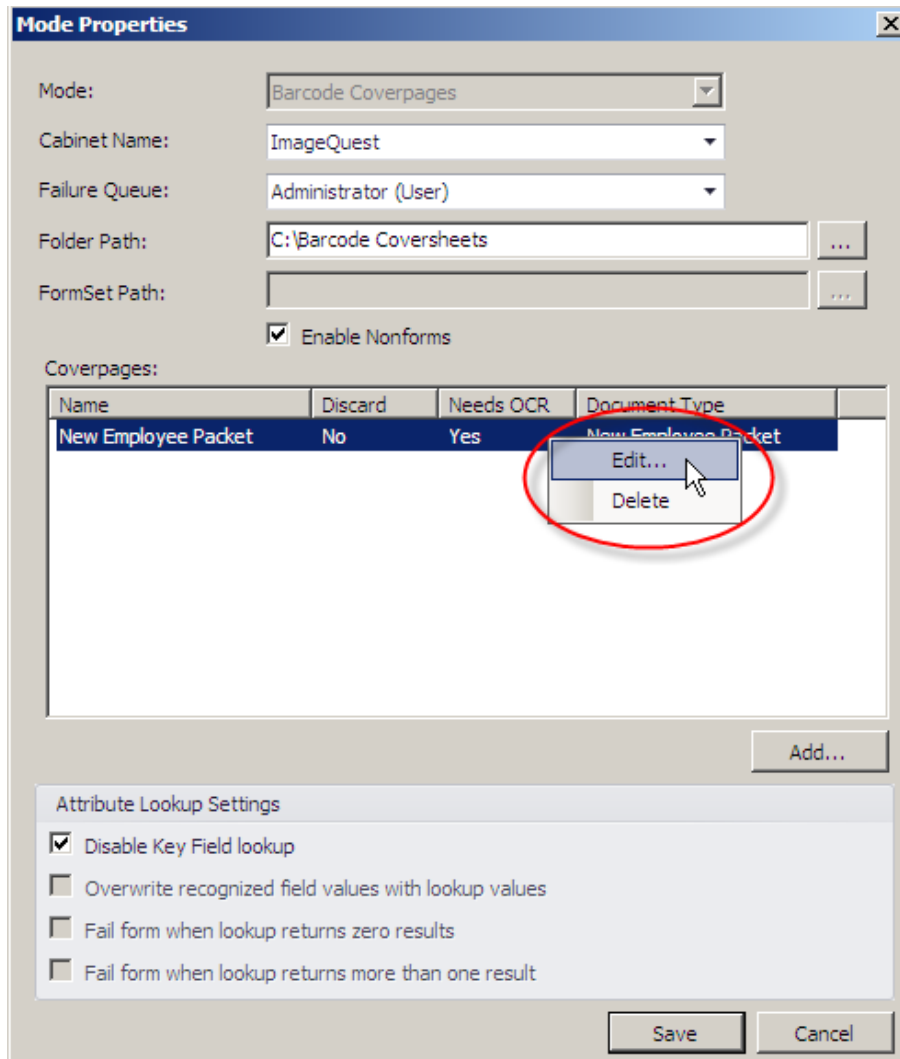 Mode Properties
Mode: Barcode Coverpages
Cabinet Name: ImageQuest
Failure Queue: Administrator (User)
Folder Path: C:\Barcode Coversheets ...
FormSet Path: ...
Enable Nonforms
Coverpages:
Name Discard Needs OCR Document Type
New Employee Packet No Yes New Employee Packet
Edit...
Delete
Add...
Attribute Lookup Settings
Disable Key Field lookup
Overwrite recognized field values with lookup values
Fail form when lookup returns zero results
Fail form when lookup returns more than one result
Save Cancel